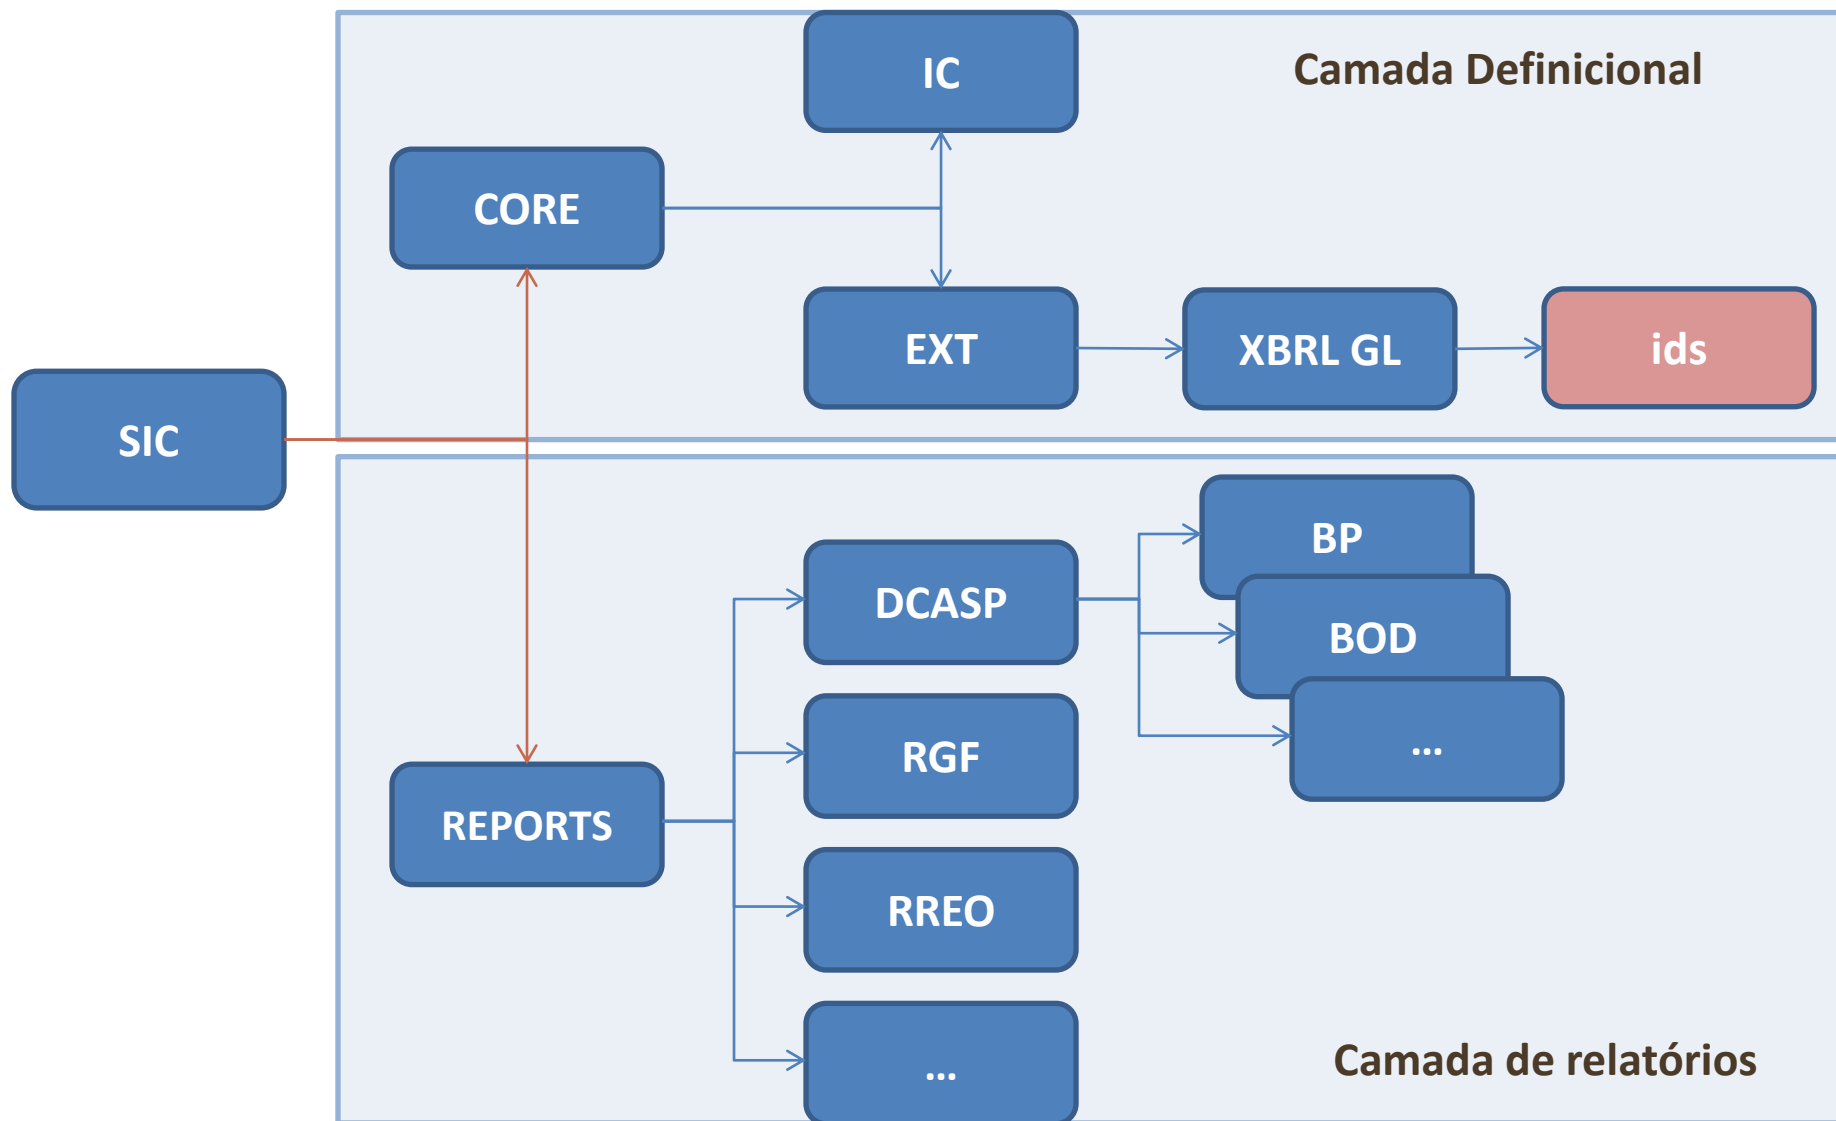 IC
Camada Definicional
CORE
EXT
XBRL GL
ids
SIC
BP
DCASP
BOD
RGF
...
REPORTS
RREO
...
Camada de relatórios